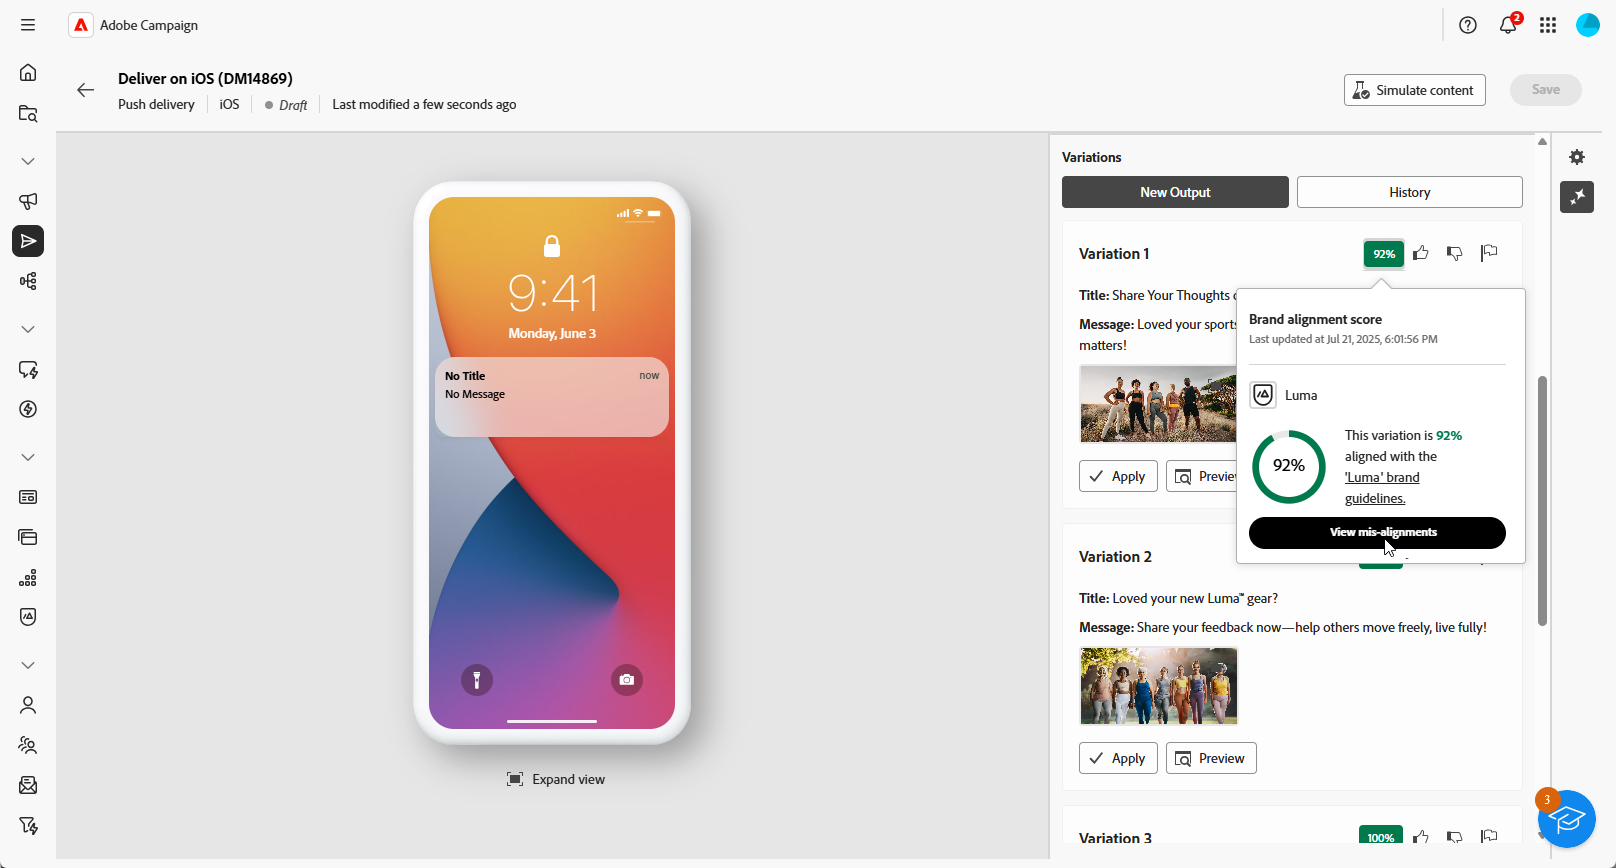 Adobe Campaign
2
Deliver on iOS (DM14869)
Push delivery
iOS
Draft
Last modified a few seconds ago
Simulate content
Save
9:41
Monday, June 3
No Title
now
No Message
Expand view
Variations
New Output
History
Variation 1
92%
Title: Share Your Thoughts
Message: Loved your sports
matters!
Apply
Brand alignment score
Last updated at Jul 21, 2025, 6:01:56 PM
Luma
92%
This variation is 92%
aligned with the
'Luma' brand
guidelines.
View mis-alignments
Variation 2
Title: Loved your new Luma™ gear?
Message: Share your feedback now—help others move freely, live fully!
Apply
Preview
Variation 3
100%
3